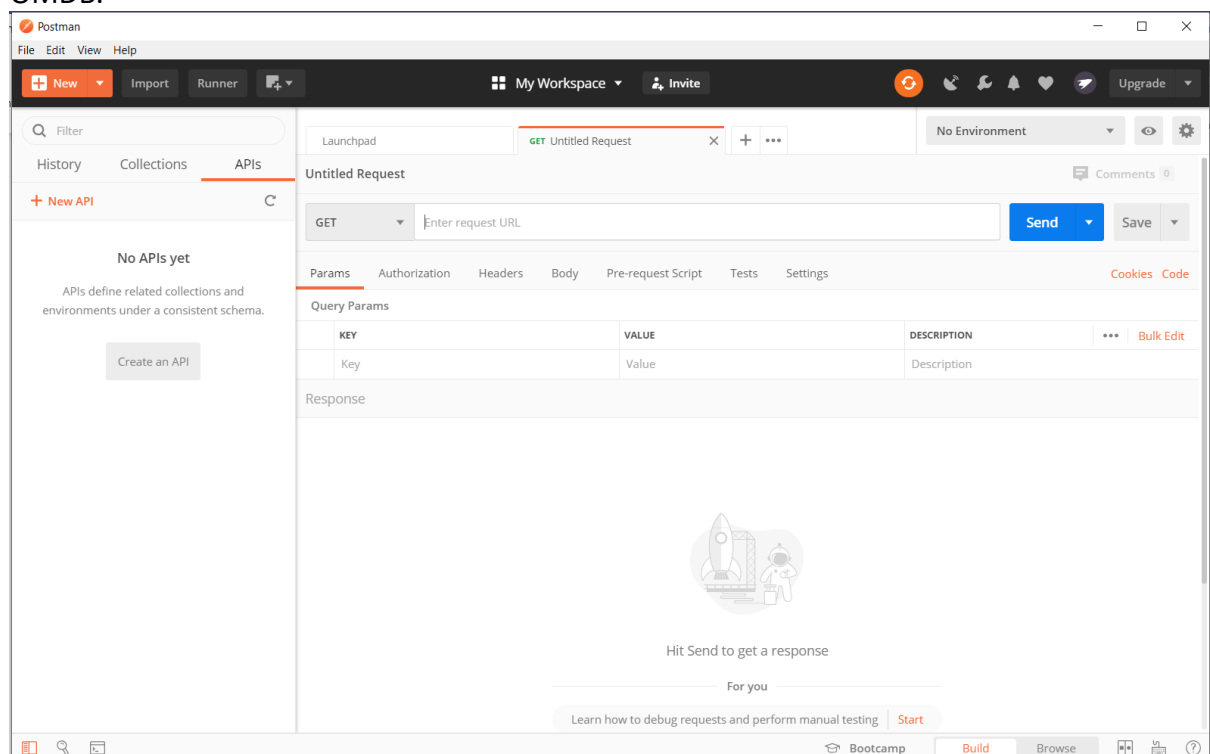 OMDb.
Postman
File Edit View Help
New Import Runner My Workspace Invite Upgrade
Filter
History Collections APIs
+ New API
No APIs yet
APIs define related collections and
environments under a consistent schema.
Create an API
Launchpad GET Untitled Request No Environment
Untitled Request Comments 0
GET Enter request URL Send Save
Params Authorization Headers Body Pre-request Script Tests Settings Cookies Code
Query Params
KEY VALUE DESCRIPTION Bulk Edit
Key Value Description
Response
Hit Send to get a response
For you
Learn how to debug requests and perform manual testing Start
Bootcamp Build Browse